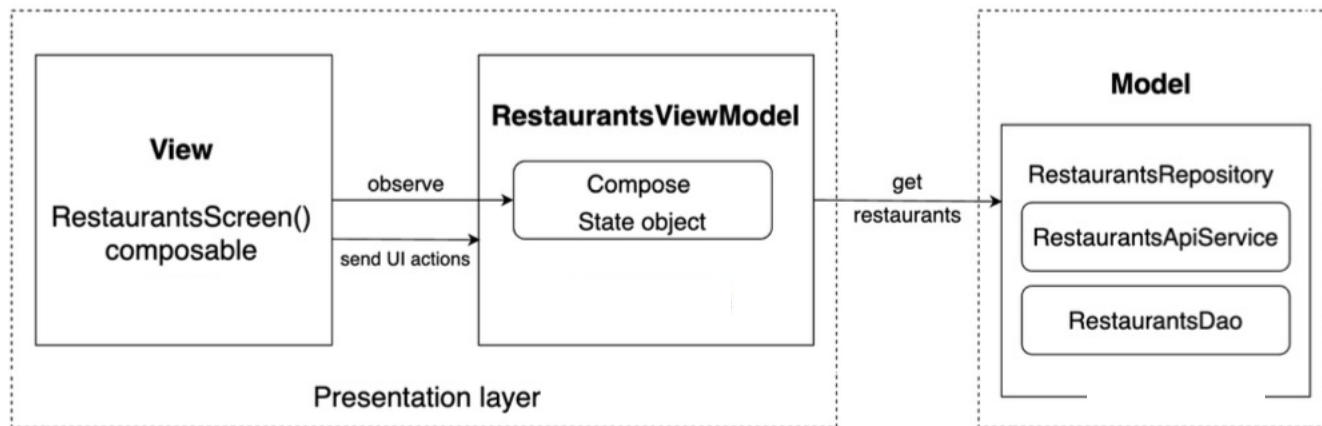 View
RestaurantsScreen()
composable
observe
send UI actions
RestaurantsViewModel
Compose
State object
Presentation layer
get
restaurants
Model
RestaurantsRepository
RestaurantsApiService
RestaurantsDao